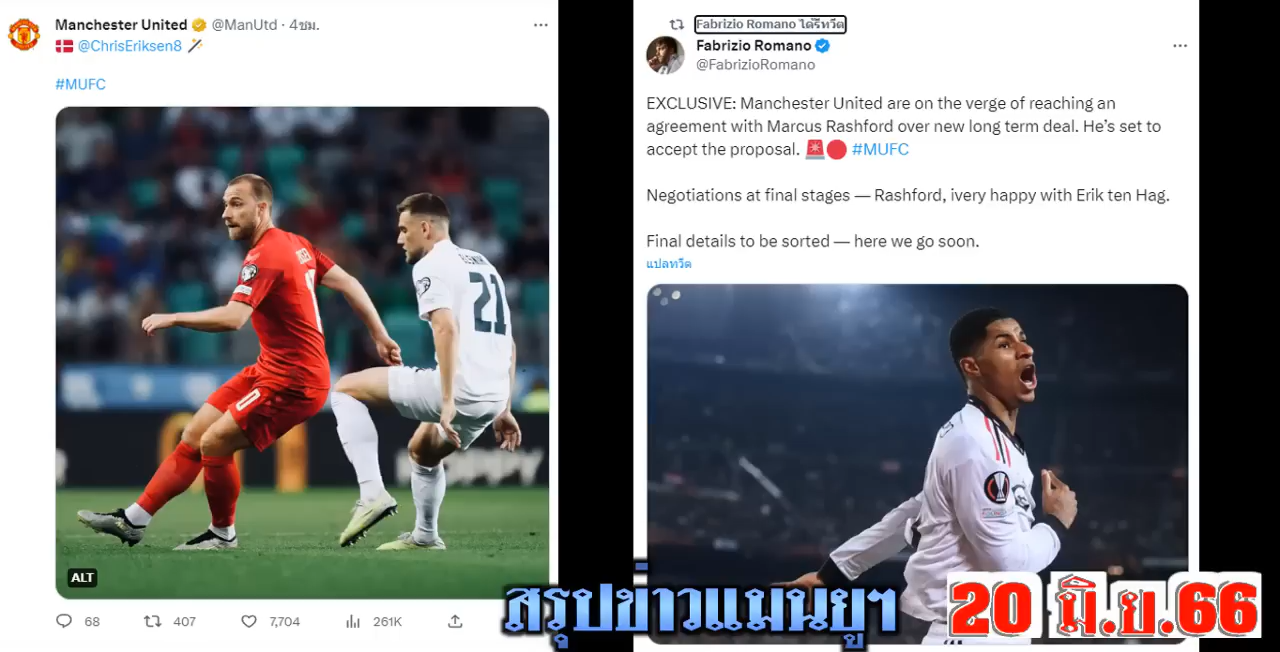 Manchester United @ManUtd · 4ชม.
@ChrisEriksen8
#MUFC
10
21
ALT
68 407 7,704 261K
Fabrizio Romano ได้รีทวีต
Fabrizio Romano
@FabrizioRomano
EXCLUSIVE: Manchester United are on the verge of reaching an
agreement with Marcus Rashford over new long term deal. He’s set to
accept the proposal. #MUFC
Negotiations at final stages — Rashford, ivery happy with Erik ten Hag.
Final details to be sorted — here we go soon.
แปลทวีต
สรุปข่าวแมนยูๆ 20 มิ.ย.66